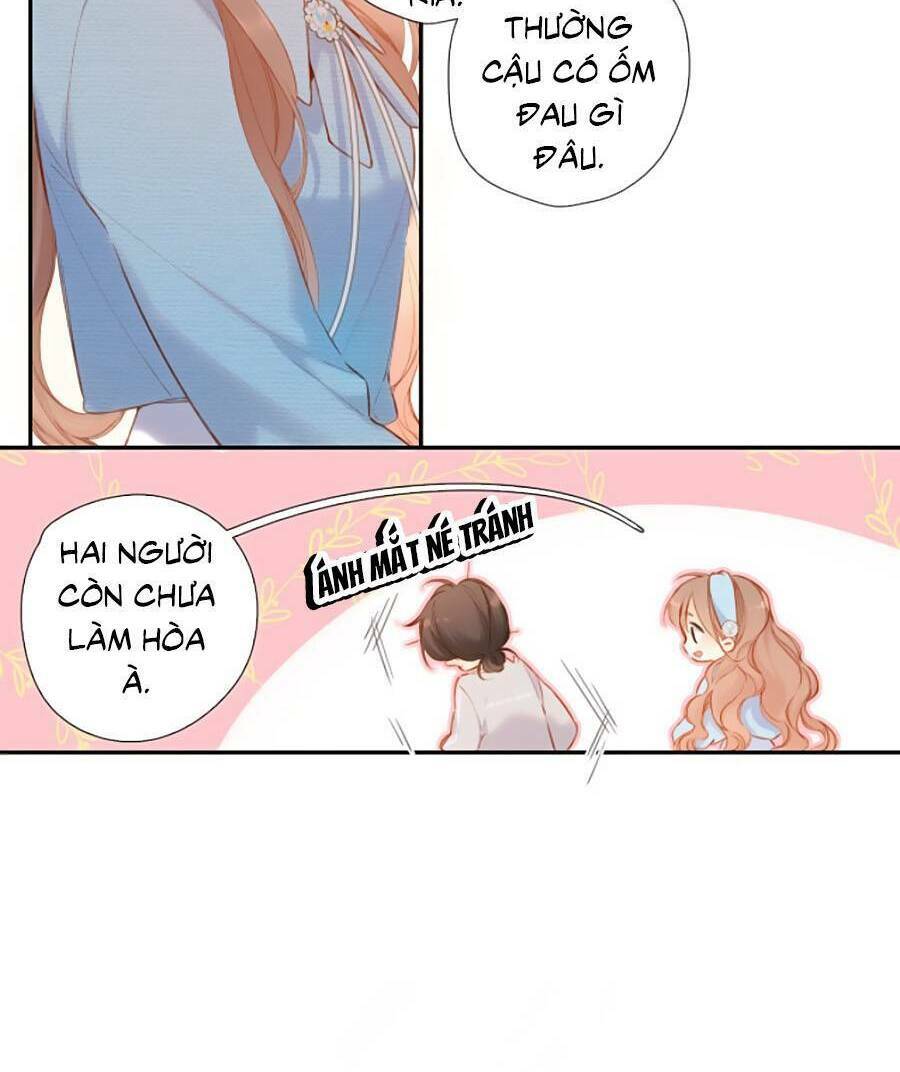 THƯỜNG
CẬU CÓ ỐM
ĐAU GÌ
ĐÂU.
HAI NGƯỜI
CÒN CHƯA
LÀM HÒA
À.
ÁNH MẮT NÉ TRÁNH